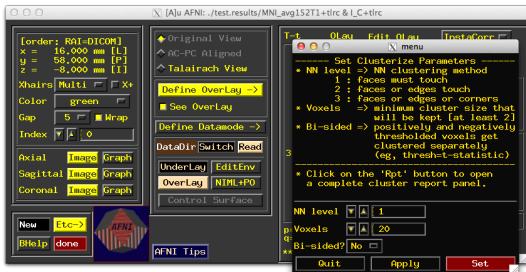 [A]u AFNI: ./test.results/MNI_avg152T1+tlrc & I_C+tlrc
[order: RAI=DICOM]
x = 16.000 mm [L]
y = 58.000 mm [P]
z = -8.000 mm [I]
Xhairs Multi X+
Color green
Gap 5 Wrap
Index 0
Axial Image Graph
Sagittal Image Graph
Coronal Image Graph
New Etc->
BHelp done
AFNI
Original View
AC-PC Aligned
Talairach View
Define OverLay ->
See OverLay
Define Datamode ->
DataDir Switch Read
UnderLay EditEnv
OverLay NIML+PO
Control Surface
AFNI Tips
T-t OLay Edit OLay InstaCorr
**
menu
------ Set Clusterize Parameters ------
* NN level => NN clustering method
1 : faces must touch
2 : faces or edges touch
3 : faces or edges or corners
* Voxels => minimum cluster size that
will be kept [at least 2]
* Bi-sided => positively and negatively
thresholded voxels get
clustered separately
(eg, thresh=t-statistic)
* Click on the 'Rpt' button to open
a complete cluster report panel.
NN level 1
Voxels 20
Bi-sided? No
Quit Apply Set